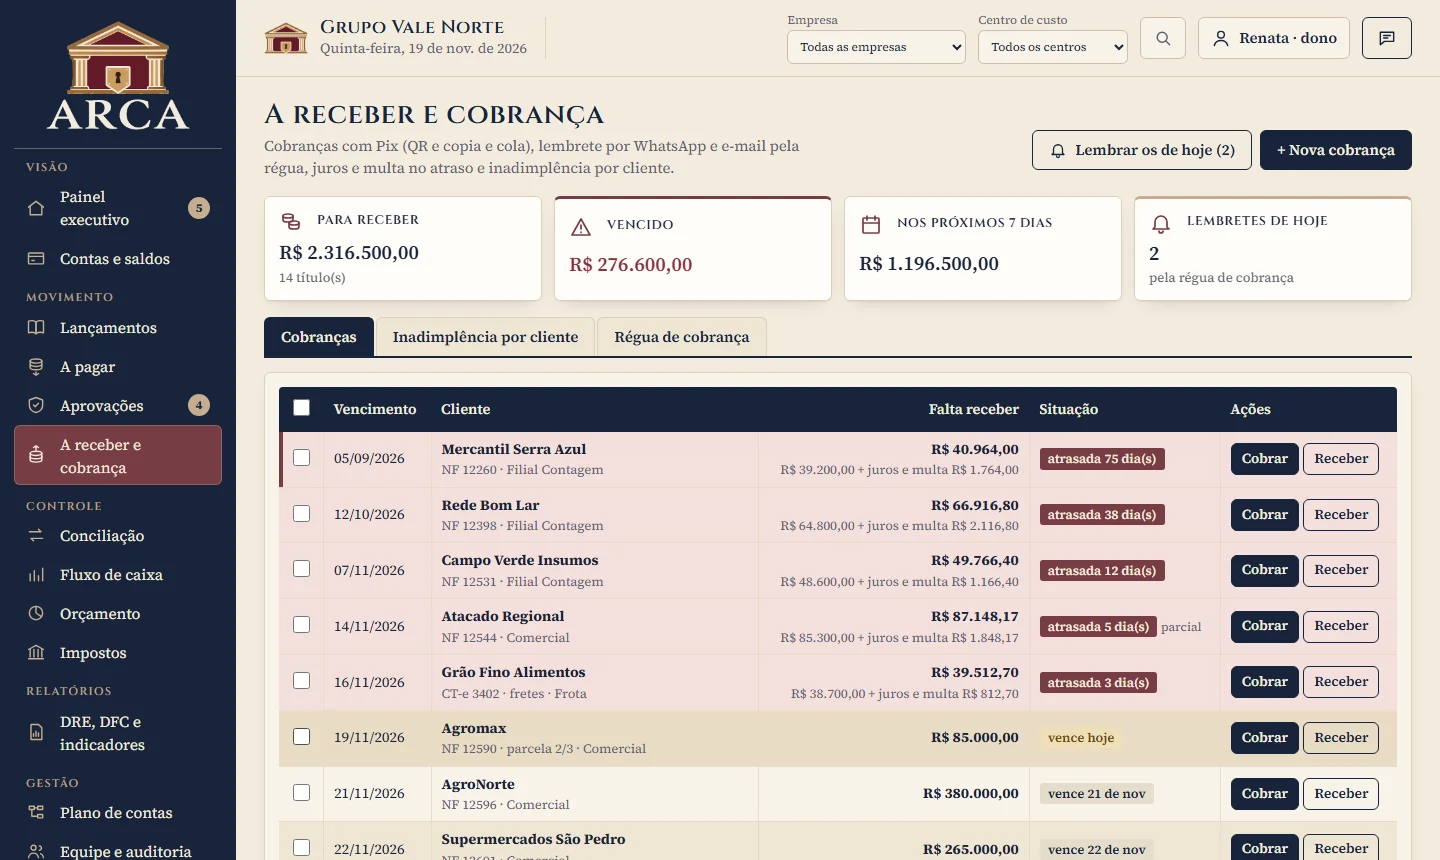 ARCA
VISÃO
Painel executivo
5
Contas e saldos
MOVIMENTO
Lançamentos
A pagar
Aprovações
4
A receber e cobrança
CONTROLE
Conciliação
Fluxo de caixa
Orçamento
Impostos
RELATÓRIOS
DRE, DFC e indicadores
GESTÃO
Plano de contas
Equipe e auditoria
GRUPO VALE NORTE
Quinta-feira, 19 de nov. de 2026
Empresa
Todas as empresas
Centro de custo
Todos os centros
Renata · dono
A RECEBER E COBRANÇA
Cobranças com Pix (QR e copia e cola), lembrete por WhatsApp e e-mail pela
régua, juros e multa no atraso e inadimplência por cliente.
Lembrar os de hoje (2)
+ Nova cobrança
PARA RECEBER
R$ 2.316.500,00
14 título(s)
VENCIDO
R$ 276.600,00
NOS PRÓXIMOS 7 DIAS
R$ 1.196.500,00
LEMBRETES DE HOJE
2
pela régua de cobrança
Cobranças
Inadimplência por cliente
Régua de cobrança
Vencimento Cliente Falta receber Situação Ações
05/09/2026 Mercantil Serra Azul R$ 40.964,00 atrasada 75 dia(s) Cobrar Receber
NF 12260 · Filial Contagem R$ 39.200,00 + juros e multa R$ 1.764,00
12/10/2026 Rede Bom Lar R$ 66.916,80 atrasada 38 dia(s) Cobrar Receber
NF 12398 · Filial Contagem R$ 64.800,00 + juros e multa R$ 2.116,80
07/11/2026 Campo Verde Insumos R$ 49.766,40 atrasada 12 dia(s) Cobrar Receber
NF 12531 · Filial Contagem R$ 48.600,00 + juros e multa R$ 1.166,40
14/11/2026 Atacado Regional R$ 87.148,17 atrasada 5 dia(s) parcial Cobrar Receber
NF 12544 · Comercial R$ 85.300,00 + juros e multa R$ 1.848,17
16/11/2026 Grão Fino Alimentos R$ 39.512,70 atrasada 3 dia(s) Cobrar Receber
CT-e 3402 · fretes · Frota R$ 38.700,00 + juros e multa R$ 812,70
19/11/2026 Agromax R$ 85.000,00 vence hoje Cobrar Receber
NF 12590 · parcela 2/3 · Comercial
21/11/2026 AgroNorte R$ 380.000,00 vence 21 de nov Cobrar Receber
NF 12596 · Comercial
22/11/2026 Supermercados São Pedro R$ 265.000,00 vence 22 de nov Cobrar Receber